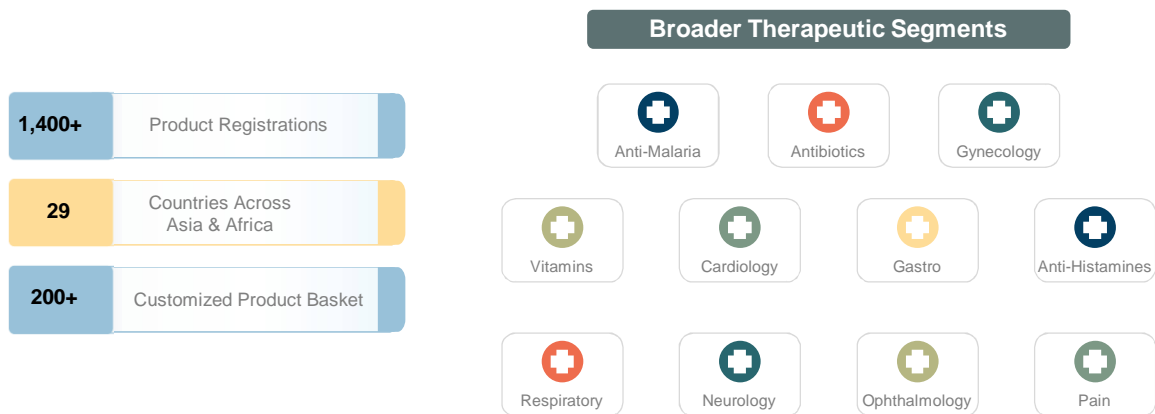 Broader Therapeutic Segments
1,400+
Product Registrations
29
Countries Across
Asia & Africa
200+
Customized Product Basket
Anti-Malaria
Antibiotics
Gynecology
Vitamins
Cardiology
Gastro
Anti-Histamines
Respiratory
Neurology
Ophthalmology
Pain